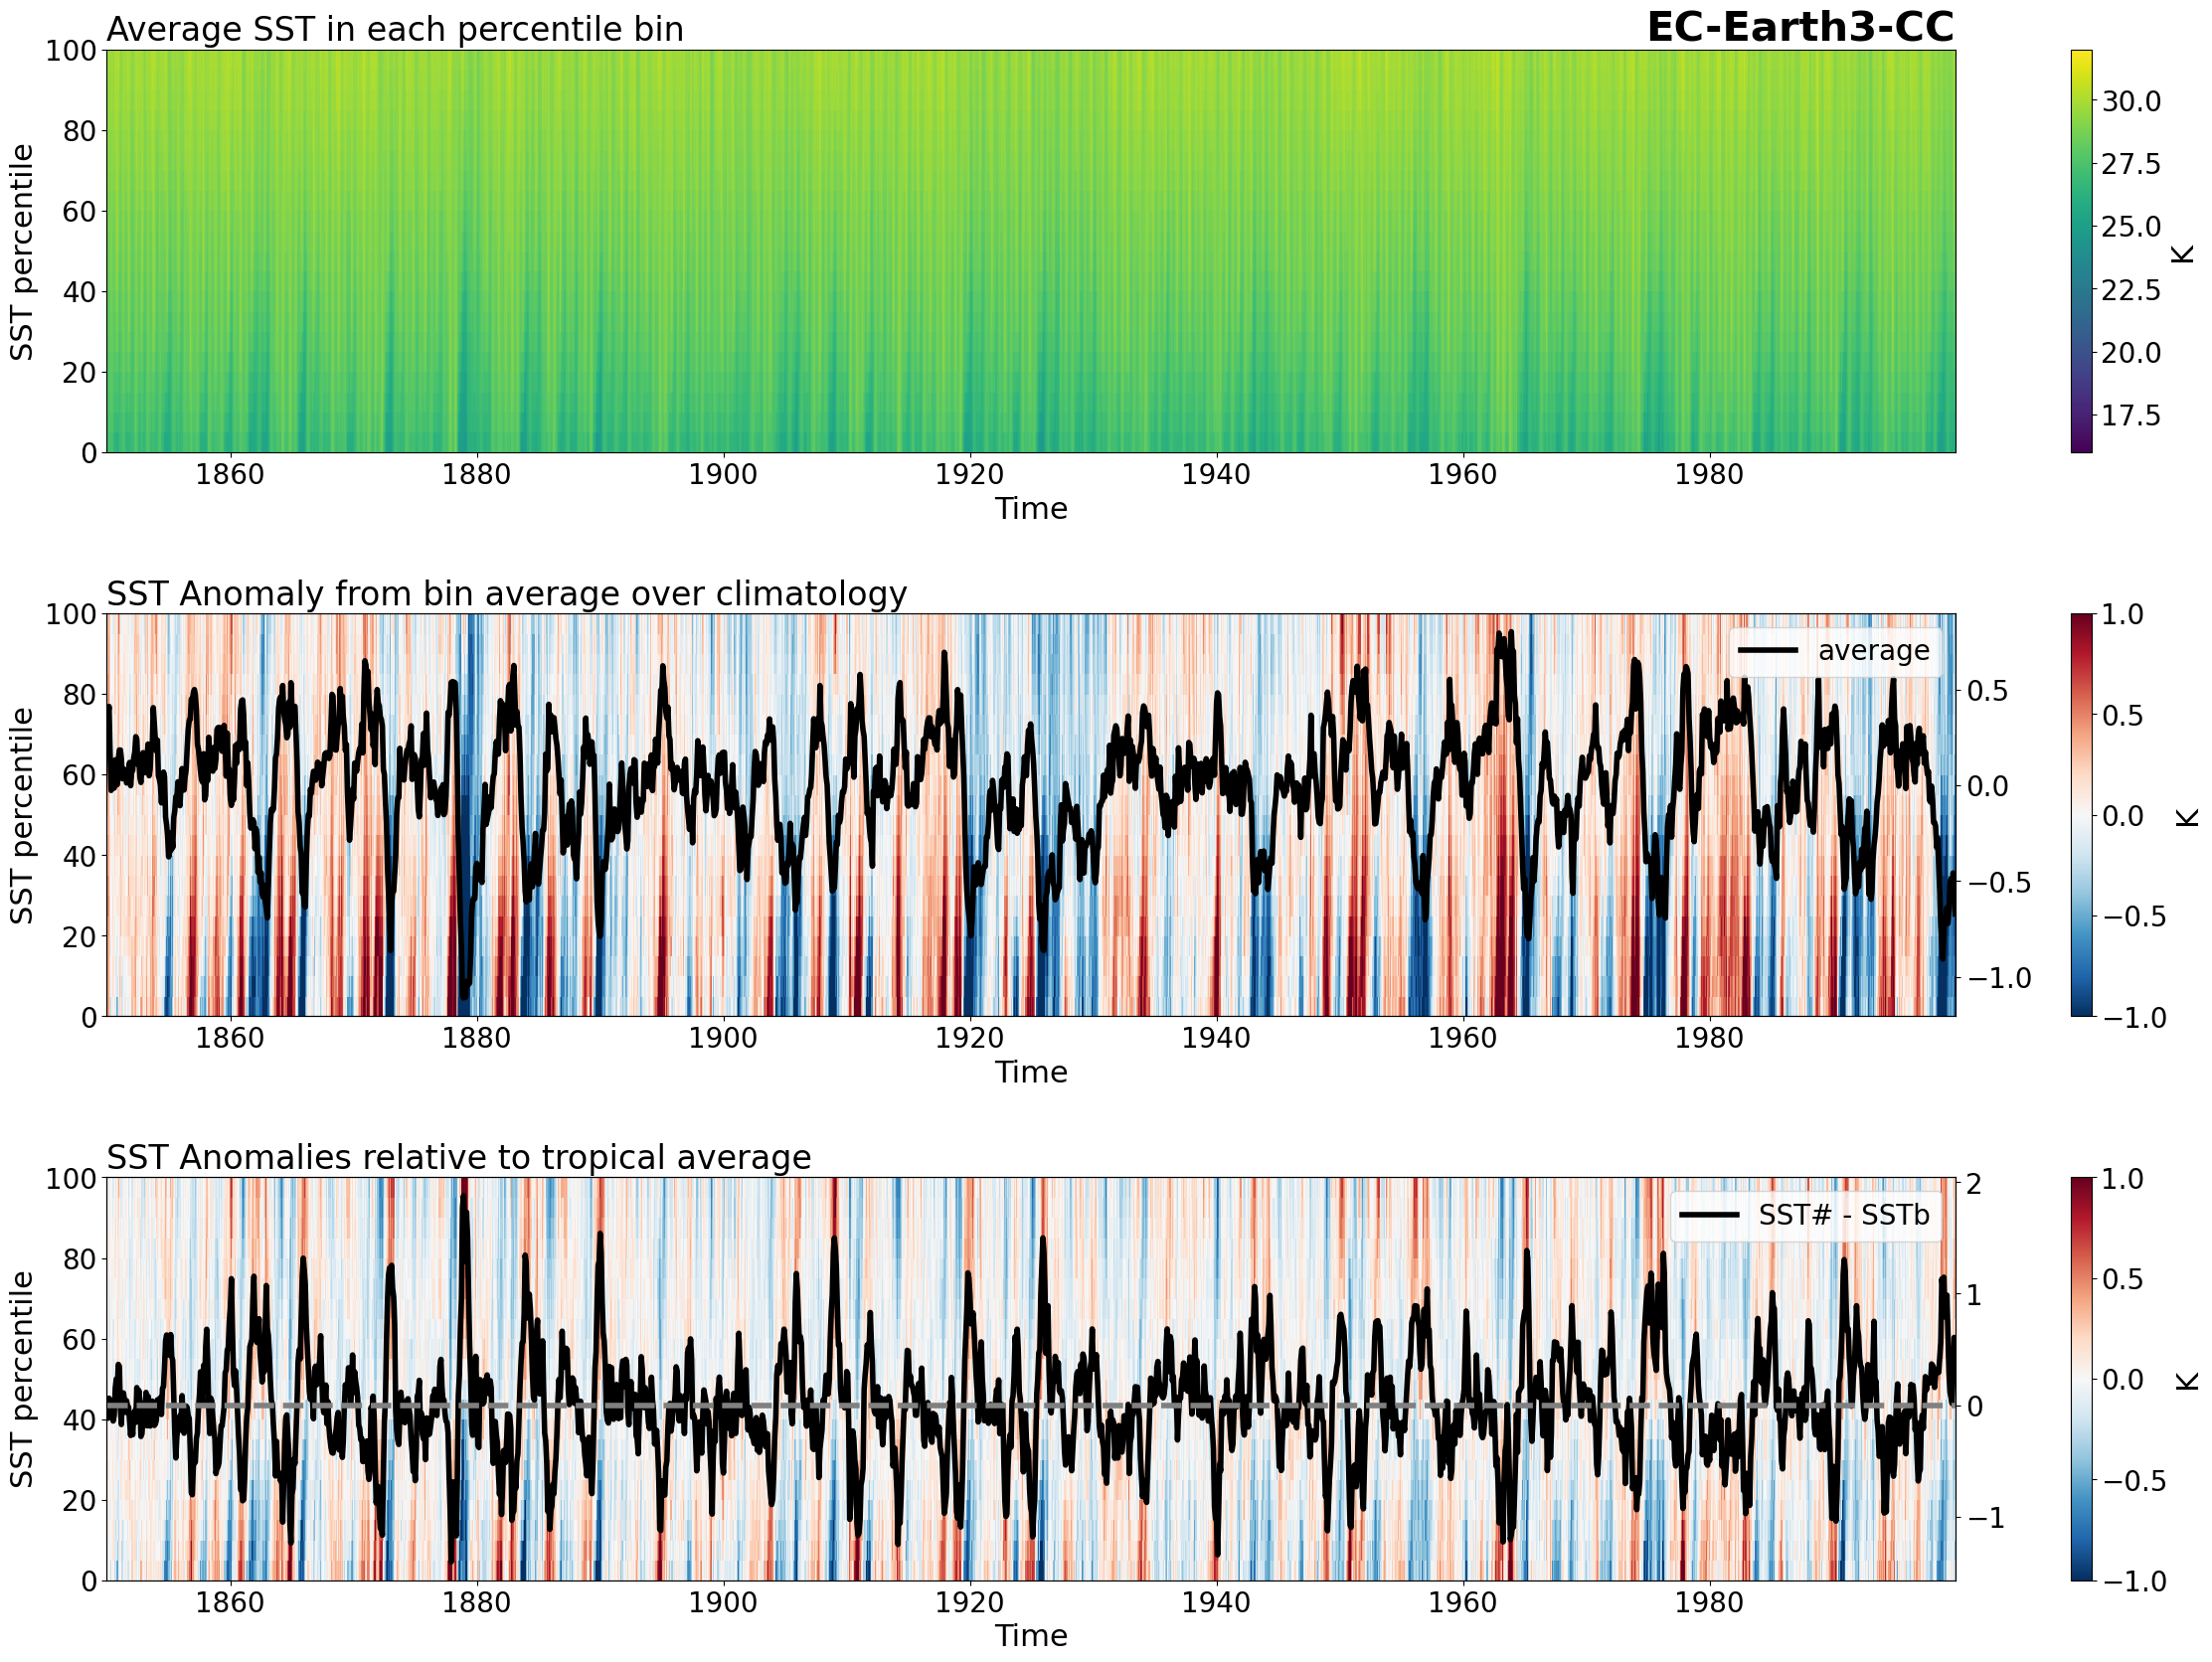 Average SST in each percentile bin
EC-Earth3-CC
100
80
60
40
20
0
SST percentile
1860 1880 1900 1920 1940 1960 1980
Time
30.0
27.5
25.0
22.5
20.0
17.5
K
SST Anomaly from bin average over climatology
100
80
60
40
20
0
SST percentile
average
0.5
0.0
−0.5
−1.0
1860 1880 1900 1920 1940 1960 1980
Time
1.0
0.5
0.0
−0.5
−1.0
K
SST Anomalies relative to tropical average
100
80
60
40
20
0
SST percentile
SST# - SSTb
2
1
0
−1
1860 1880 1900 1920 1940 1960 1980
Time
1.0
0.5
0.0
−0.5
−1.0
K